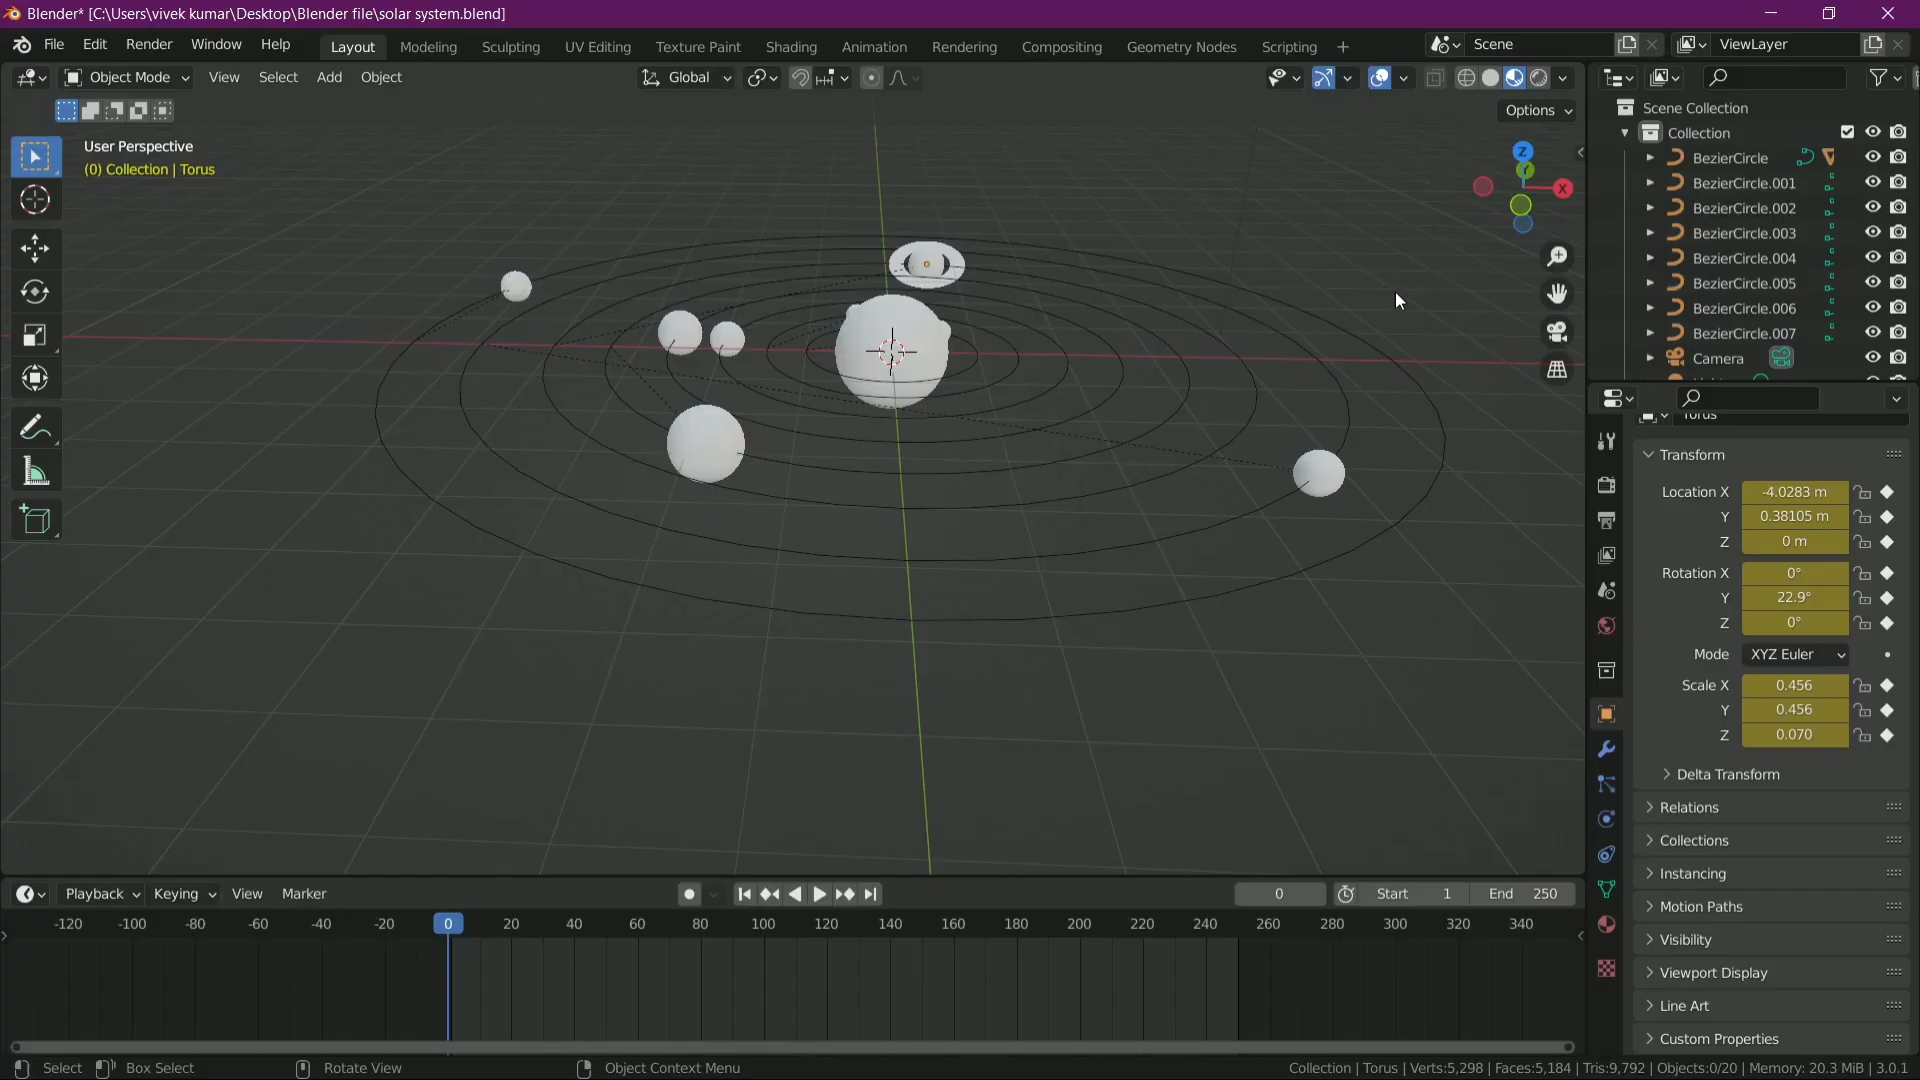 Blender* [C:\Users\vivek kumar\Desktop\Blender file\solar system.blend]
File Edit Render Window Help Layout Modeling Sculpting UV Editing Texture Paint Shading Animation Rendering Compositing Geometry Nodes Scripting + Scene ViewLayer
Object Mode View Select Add Object Global
Options
User Perspective
(0) Collection | Torus
Z
Y
X
Scene Collection
Collection
BezierCircle
BezierCircle.001
BezierCircle.002
BezierCircle.003
BezierCircle.004
BezierCircle.005
BezierCircle.006
BezierCircle.007
Camera
Torus
Transform
Location X -4.0283 m
Y 0.38105 m
Z 0 m
Rotation X 0°
Y 22.9°
Z 0°
Mode XYZ Euler
Scale X 0.456
Y 0.456
Z 0.070
Delta Transform
Relations
Collections
Instancing
Motion Paths
Visibility
Viewport Display
Line Art
Custom Properties
Playback Keying View Marker 0 Start 1 End 250
-120 -100 -80 -60 -40 -20 0 20 40 60 80 100 120 140 160 180 200 220 240 260 280 300 320 340
Select Box Select Rotate View Object Context Menu Collection | Torus | Verts:5,298 | Faces:5,184 | Tris:9,792 | Objects:0/20 | Memory: 20.3 MiB | 3.0.1